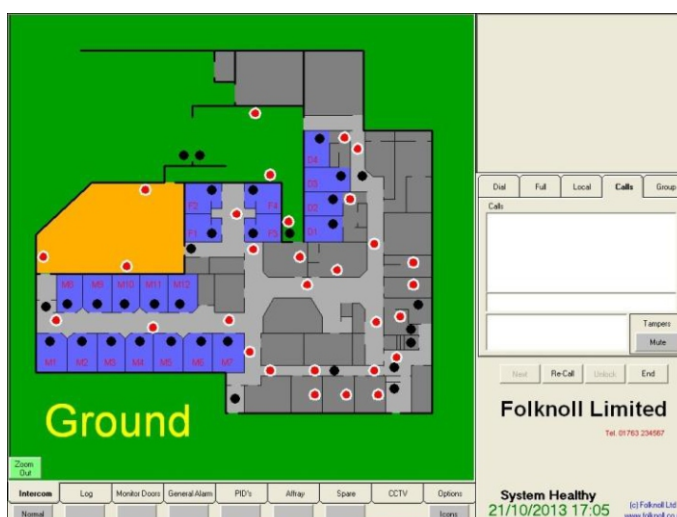 D4
D3
D2
D1
F2
F4
F1
F3
M8
M9
M10
M11
M12
M1
M2
M3
M4
M5
M6
M7
Ground
Zoom
Out
Intercom
Log
Monitor Doors
General Alarm
PID's
Affray
Spare
CCTV
Options
Normal
Icons
Dial
Full
Local
Calls
Group
Calls
Tampers
Mute
Next
Re-Call
Unlock
End
Folknoll Limited
Tel. 01763 234567
System Healthy
21/10/2013 17:05
(c) Folknoll Ltd
www.folknoll.co